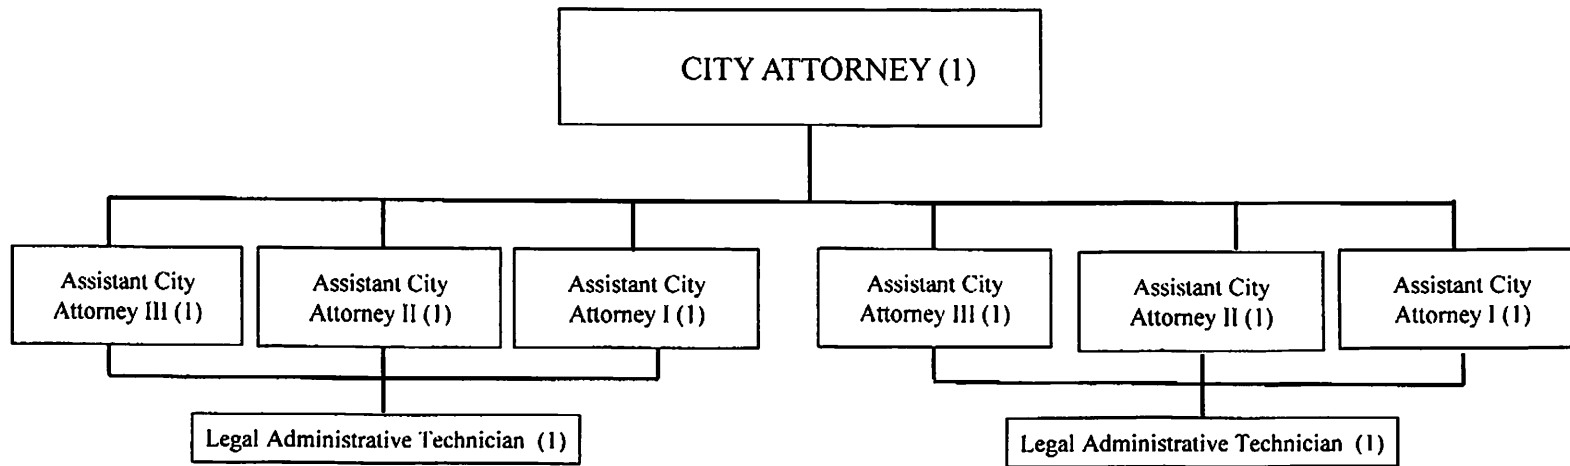 CITY ATTORNEY (1)
Assistant City
Attorney III (1)
Assistant City
Attorney II (1)
Assistant City
Attorney I (1)
Assistant City
Attorney III (1)
Assistant City
Attorney II (1)
Assistant City
Attorney I (1)
Legal Administrative Technician (1)
Legal Administrative Technician (1)